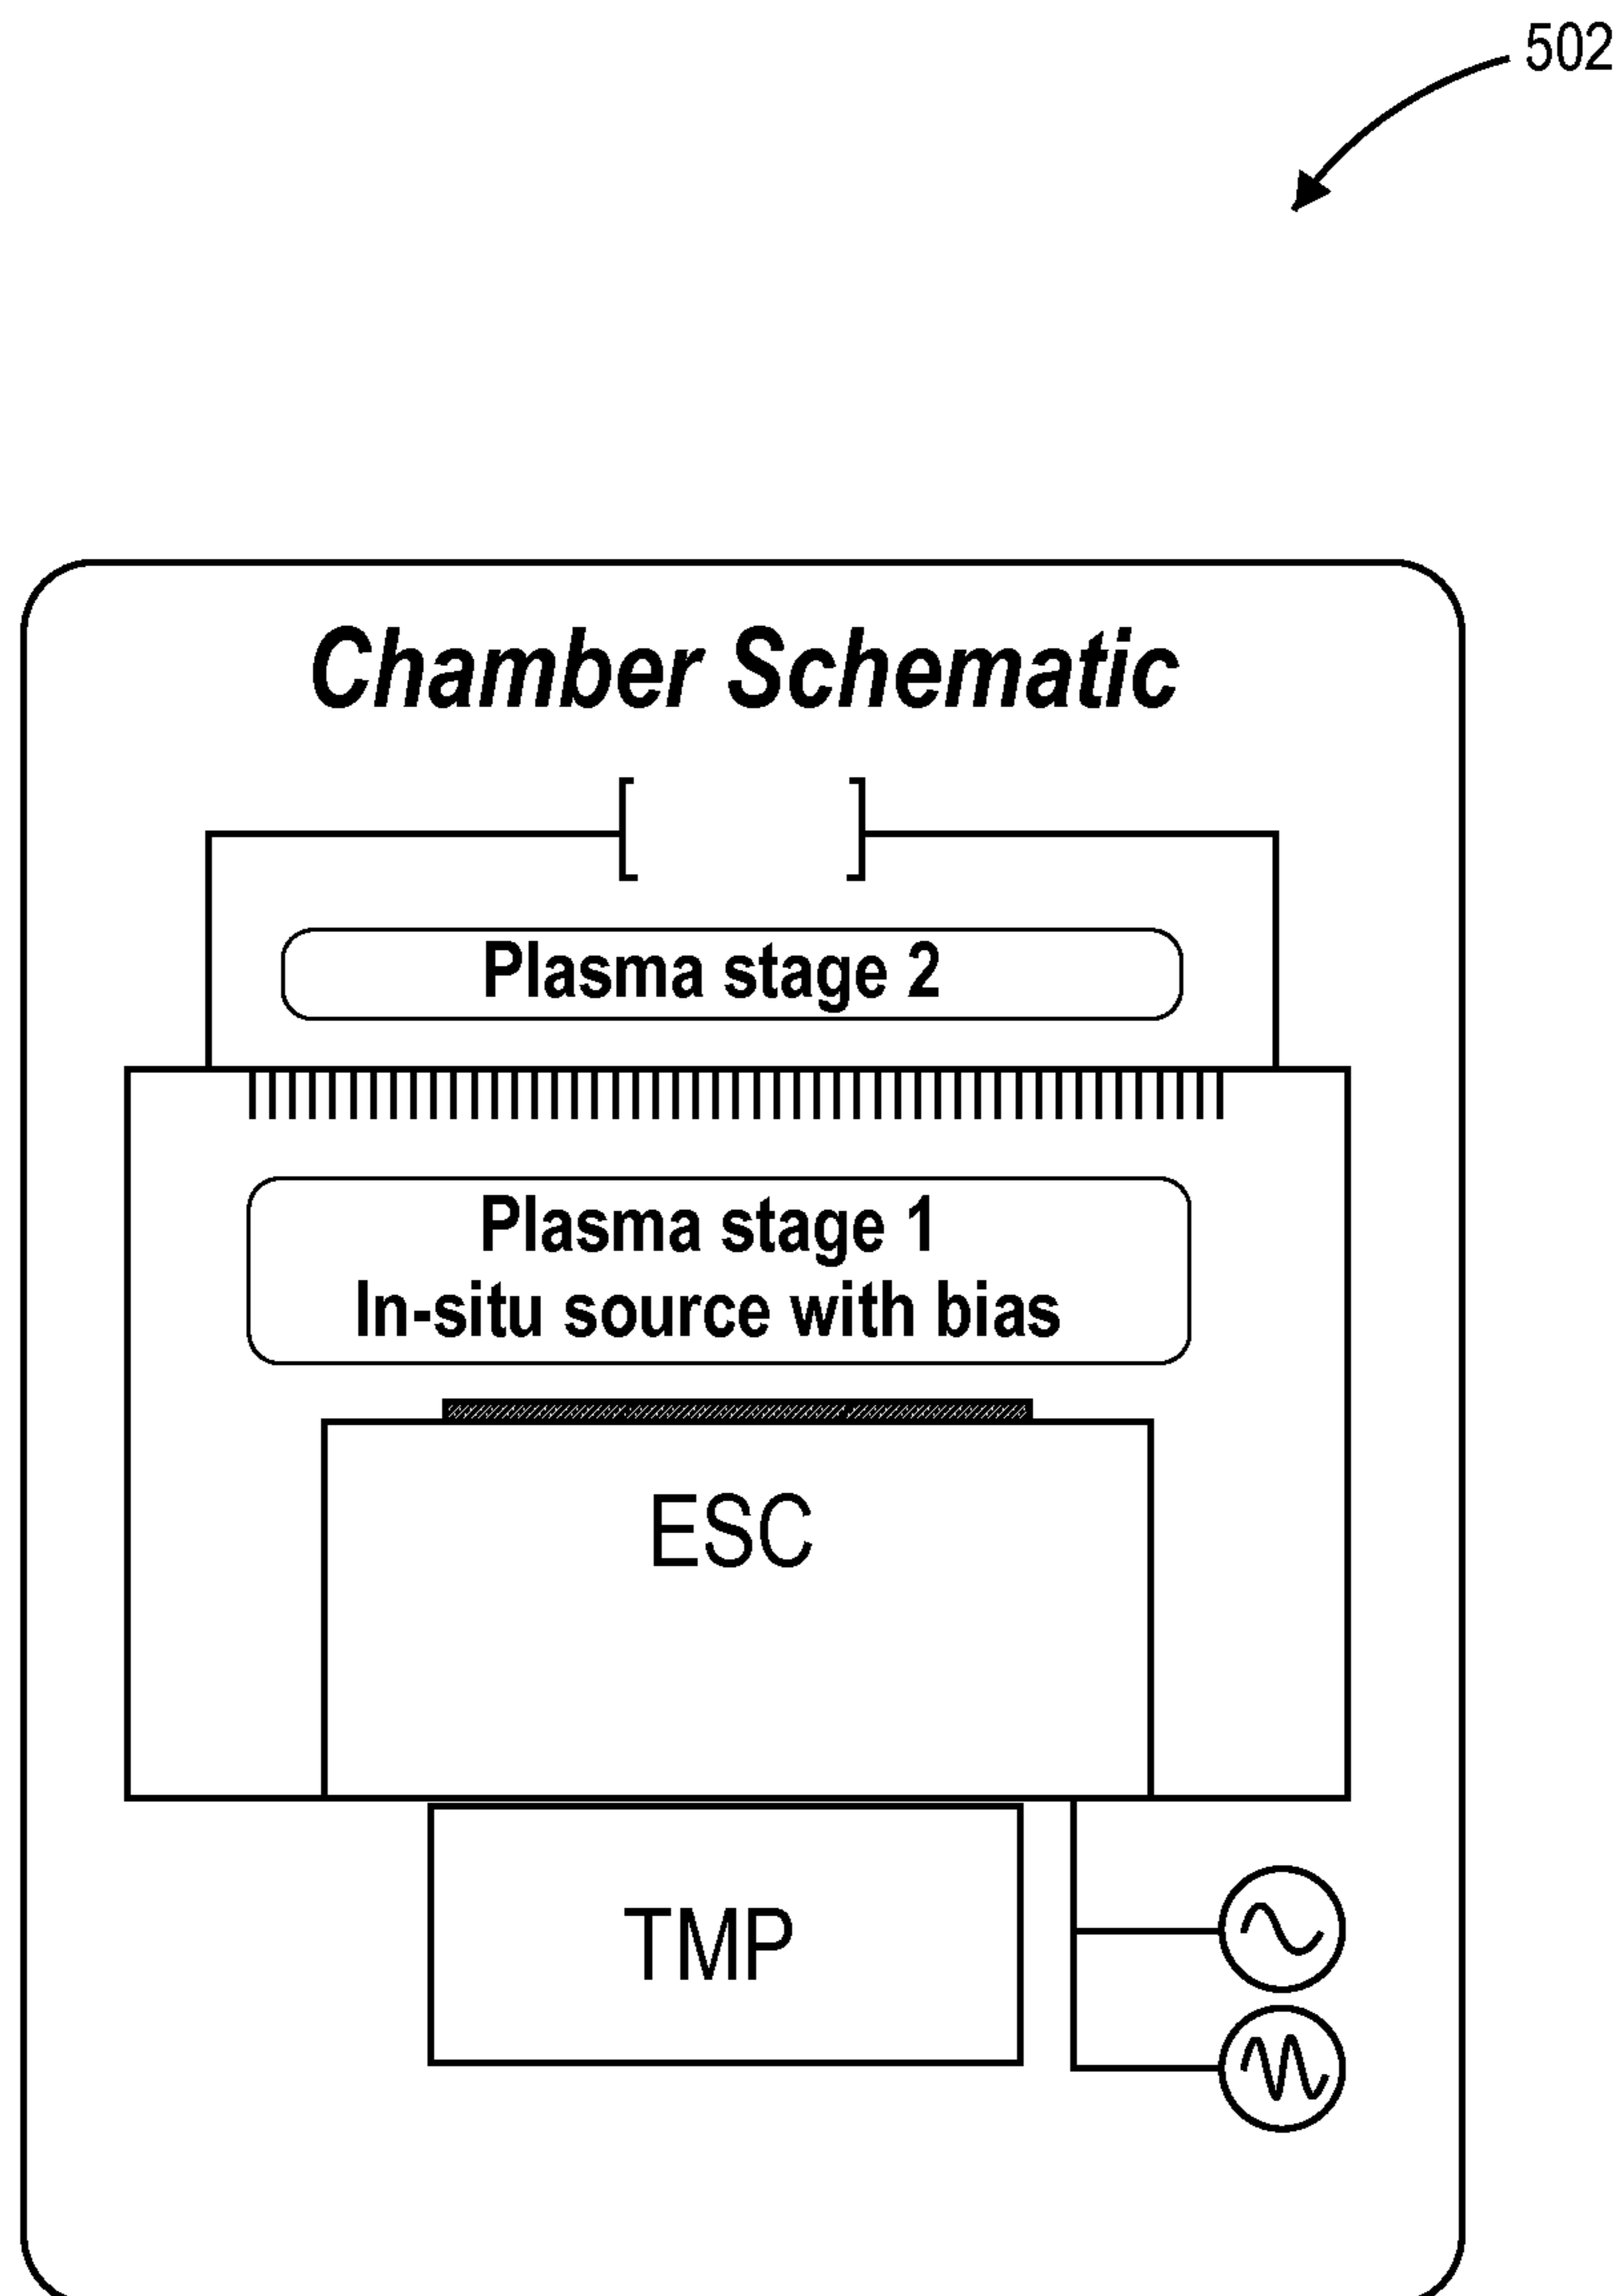 502
Chamber Schematic
Plasma stage 2
Plasma stage 1
In-situ source with bias
ESC
TMP